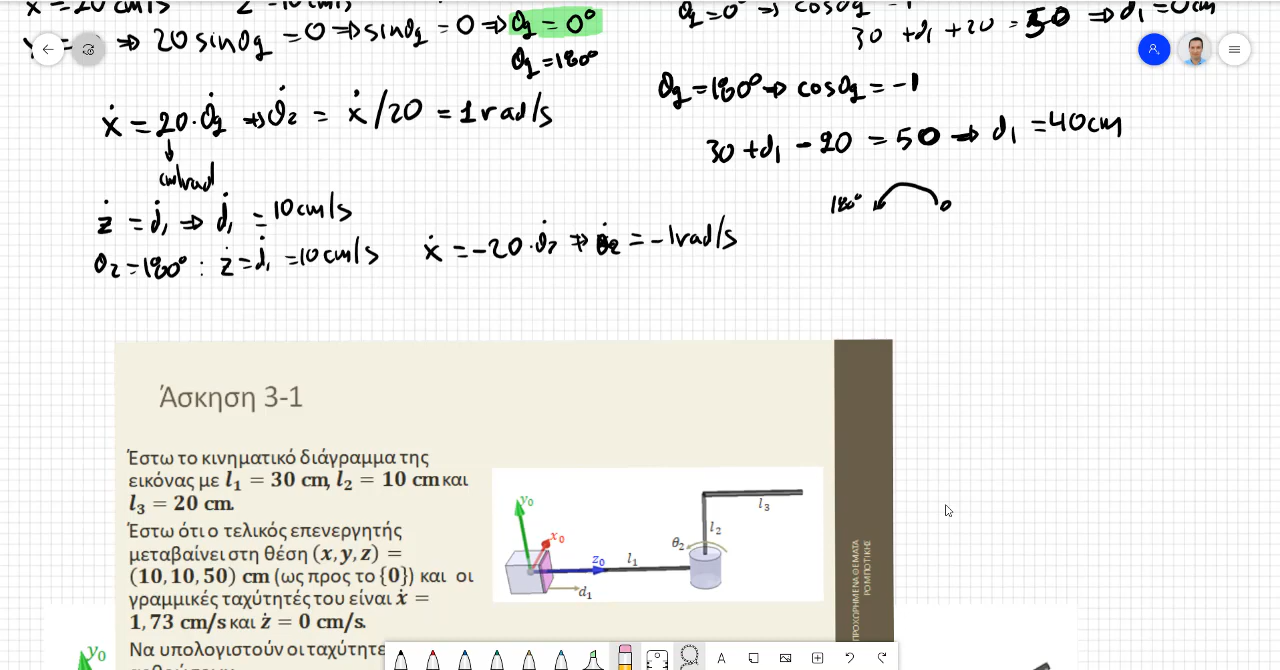 x = 20 cm/s
20 sinθ₂ = 0 ⇒ sinθ₂ = 0 ⇒ θ₂ = 0°
θ₂ = 180°
θ₂ = 0° ⇒ cosθ₂ = 1
30 + d₁ + 20 = 50 ⇒ d₁ = 0cm
ẋ = 20·θ̇₂ ⇒ θ̇₂ = ẋ/20 = 1 rad/s
cm/rad
θ₂ = 180° ⇒ cosθ₂ = -1
30 + d₁ - 20 = 50 ⇒ d₁ = 40cm
180° 0
ż = ḋ₁ ⇒ ḋ₁ = 10 cm/s
θ₂ = 180° : ż = ḋ₁ = 10 cm/s
ẋ = -20·θ̇₂ ⇒ θ̇₂ = -1 rad/s
Άσκηση 3-1
Έστω το κινηματικό διάγραμμα της
εικόνας με l₁ = 30 cm, l₂ = 10 cm και
l₃ = 20 cm.
Έστω ότι ο τελικός επενεργητής
μεταβαίνει στη θέση (x, y, z) =
(10, 10, 50) cm (ως προς το {0}) και οι
γραμμικές ταχύτητές του είναι ẋ =
1,73 cm/s και ż = 0 cm/s.
Να υπολογιστούν οι ταχύτητε
y₀
x₀
z₀
l₁
d₁
θ₂
l₂
l₃
ΠΡΟΧΩΡΗΜΕΝΑ ΘΕΜΑΤΑ
ΡΟΜΠΟΤΙΚΗΣ
y₀
A